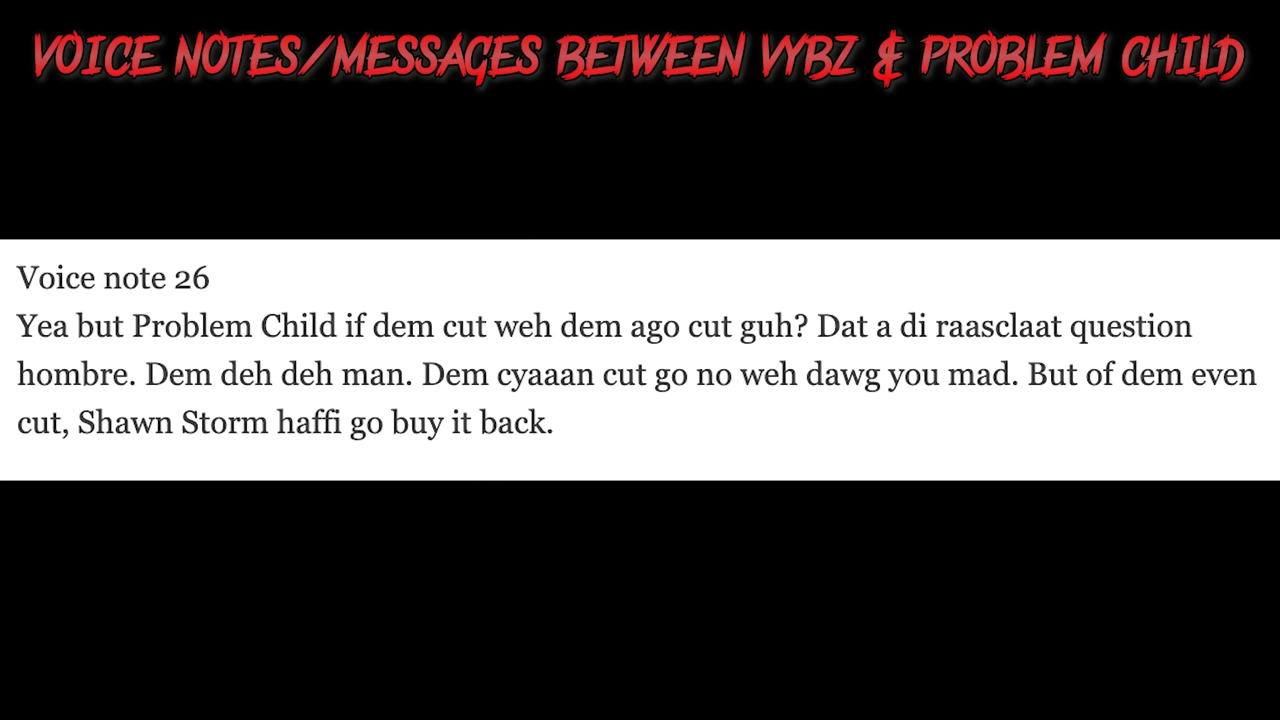 VOICE NOTES/MESSAGES BETWEEN VYBZ & PROBLEM CHILD
Voice note 26
Yea but Problem Child if dem cut weh dem ago cut guh? Dat a di raasclaat question
hombre. Dem deh deh man. Dem cyaaan cut go no weh dawg you mad. But of dem even
cut, Shawn Storm haffi go buy it back.